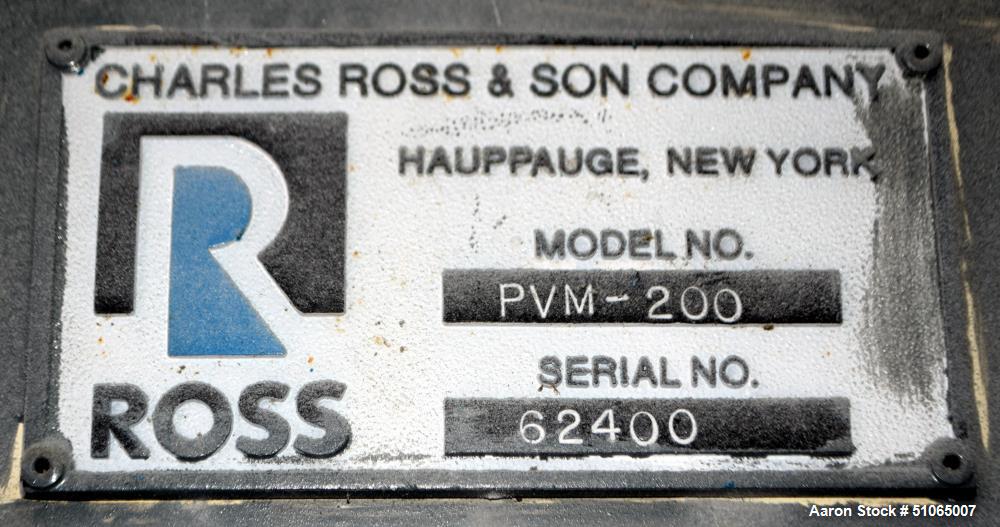 CHARLES ROSS & SON COMPANY
HAUPPAUGE, NEW YORK
R
ROSS
MODEL NO.
PVM-200
SERIAL NO.
62400
Aaron Stock # 51065007